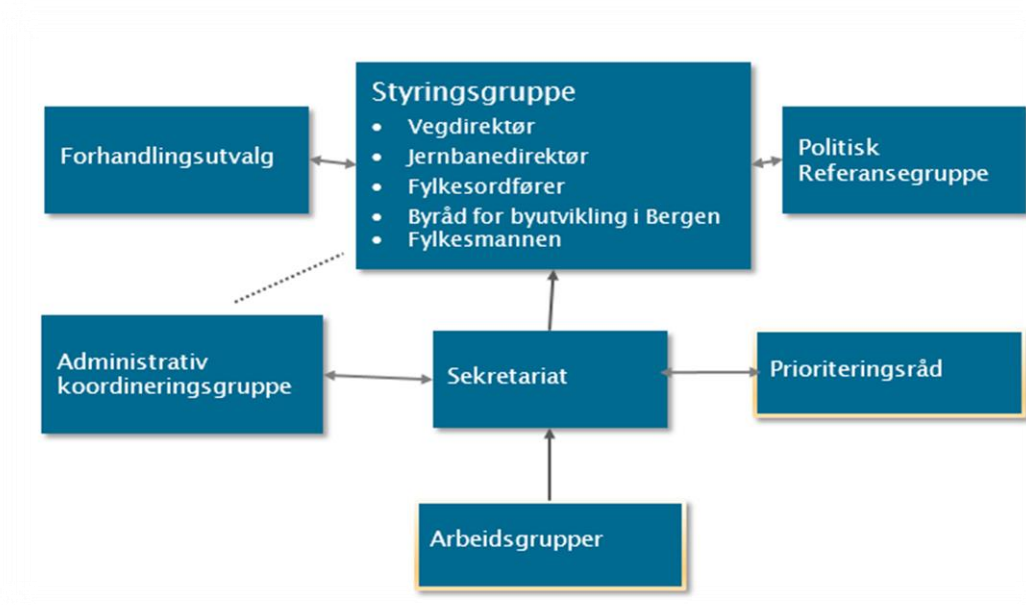 Styringsgruppe
• Vegdirektør
• Jernbanedirektør
• Fylkesordfører
• Byråd for byutvikling i Bergen
• Fylkesmannen
Forhandlingsutvalg
Politisk
Referansegruppe
Administrativ
koordineringsgruppe
Sekretariat
Prioriteringsråd
Arbeidsgrupper